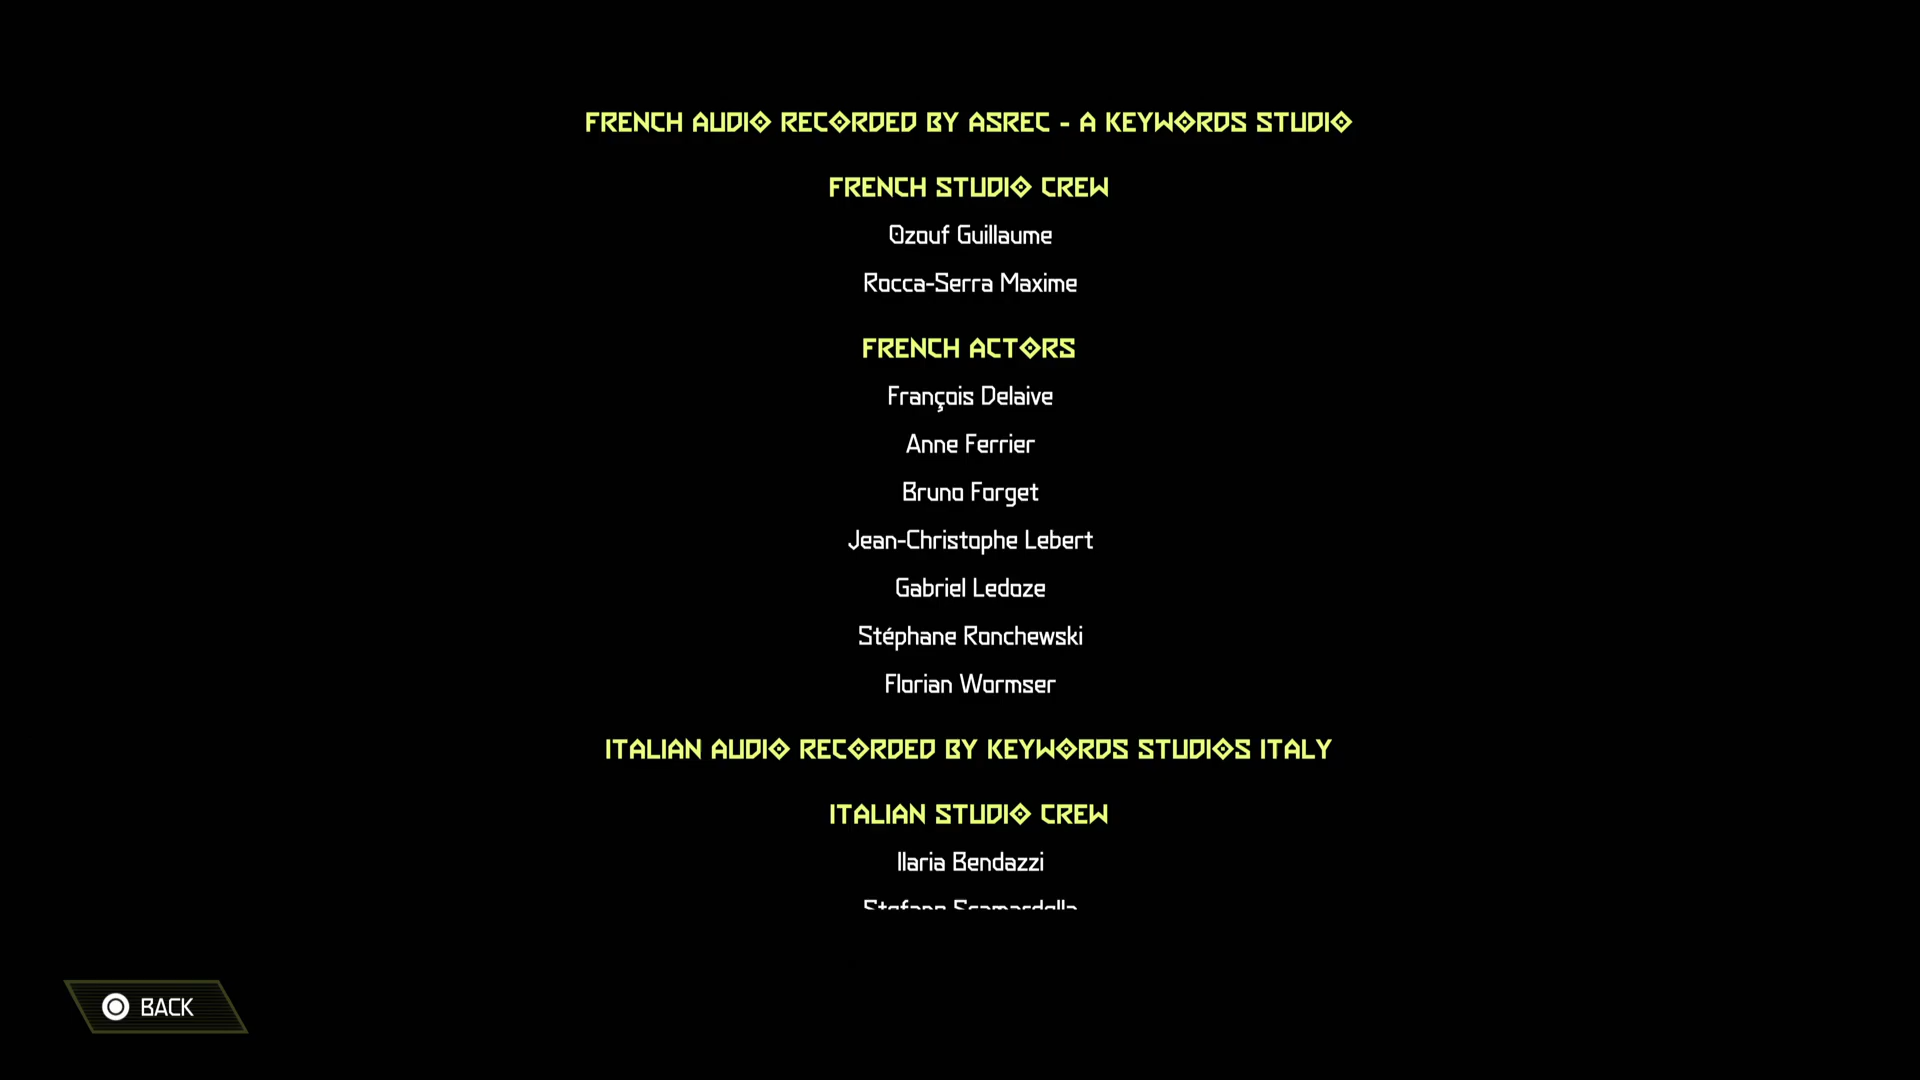 FRENCH AUDIO RECORDED BY ASREC - A KEYWORDS STUDIO
FRENCH STUDIO CREW
Ozouf Guillaume
Rocca-Serra Maxime
FRENCH ACTORS
François Delaive
Anne Ferrier
Bruno Forget
Jean-Christophe Lebert
Gabriel Ledoze
Stéphane Ronchewski
Florian Wormser
ITALIAN AUDIO RECORDED BY KEYWORDS STUDIOS ITALY
ITALIAN STUDIO CREW
Ilaria Bendazzi
Stefano Scamardella
BACK